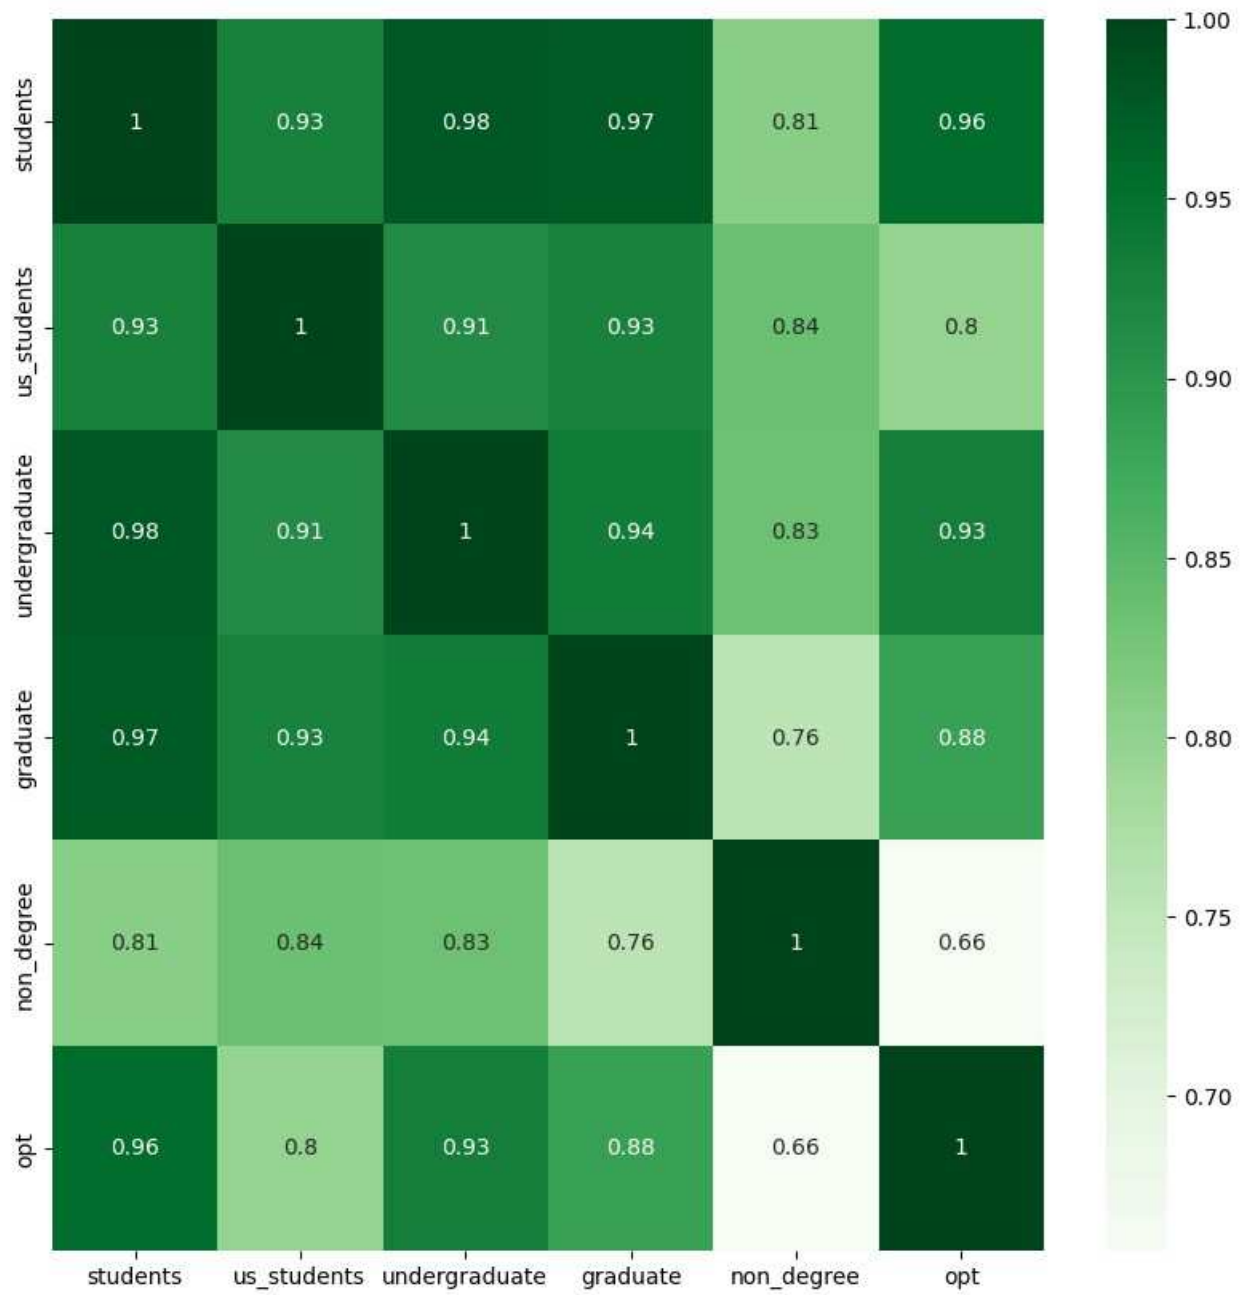 students 1 0.93 0.98 0.97 0.81 0.96
us_students 0.93 1 0.91 0.93 0.84 0.8
undergraduate 0.98 0.91 1 0.94 0.83 0.93
graduate 0.97 0.93 0.94 1 0.76 0.88
non_degree 0.81 0.84 0.83 0.76 1 0.66
opt 0.96 0.8 0.93 0.88 0.66 1
students us_students undergraduate graduate non_degree opt
1.00
0.95
0.90
0.85
0.80
0.75
0.70